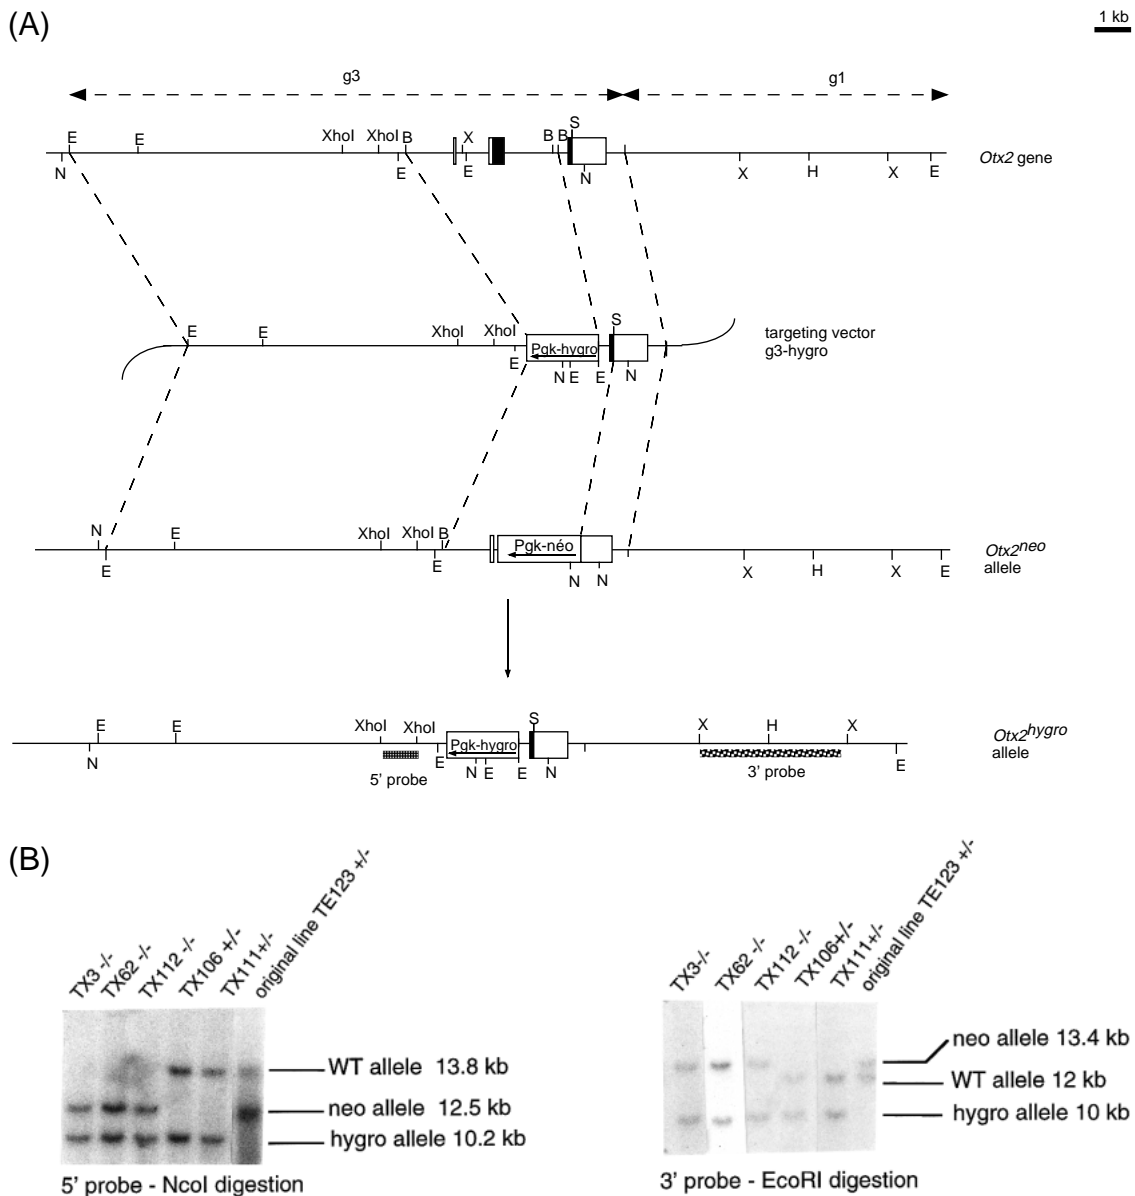 (A)
1 kb
g3
g1
E
E
XhoI
XhoI
B
X
B
B
S
N
E
E
N
X
H
X
E
Otx2 gene
E
E
XhoI
XhoI
S
Pgk-hygro
E
N
E
E
N
targeting vector
g3-hygro
N
E
XhoI
XhoI
B
Pgk-néo
E
E
N
N
X
H
X
E
Otx2neo
allele
E
E
XhoI
XhoI
S
X
H
X
Pgk-hygro
N
E
N
E
E
N
E
5’ probe
3’ probe
Otx2hygro
allele
(B)
TX3 -/-
TX62 -/-
TX112 -/-
TX106 +/-
TX111+/-
original line TE123 +/-
WT allele 13.8 kb
neo allele 12.5 kb
hygro allele 10.2 kb
5' probe - NcoI digestion
TX3-/-
TX62 -/-
TX112 -/-
TX106+/-
TX111+/-
original line TE123 +/-
neo allele 13.4 kb
WT allele 12 kb
hygro allele 10 kb
3' probe - EcoRI digestion